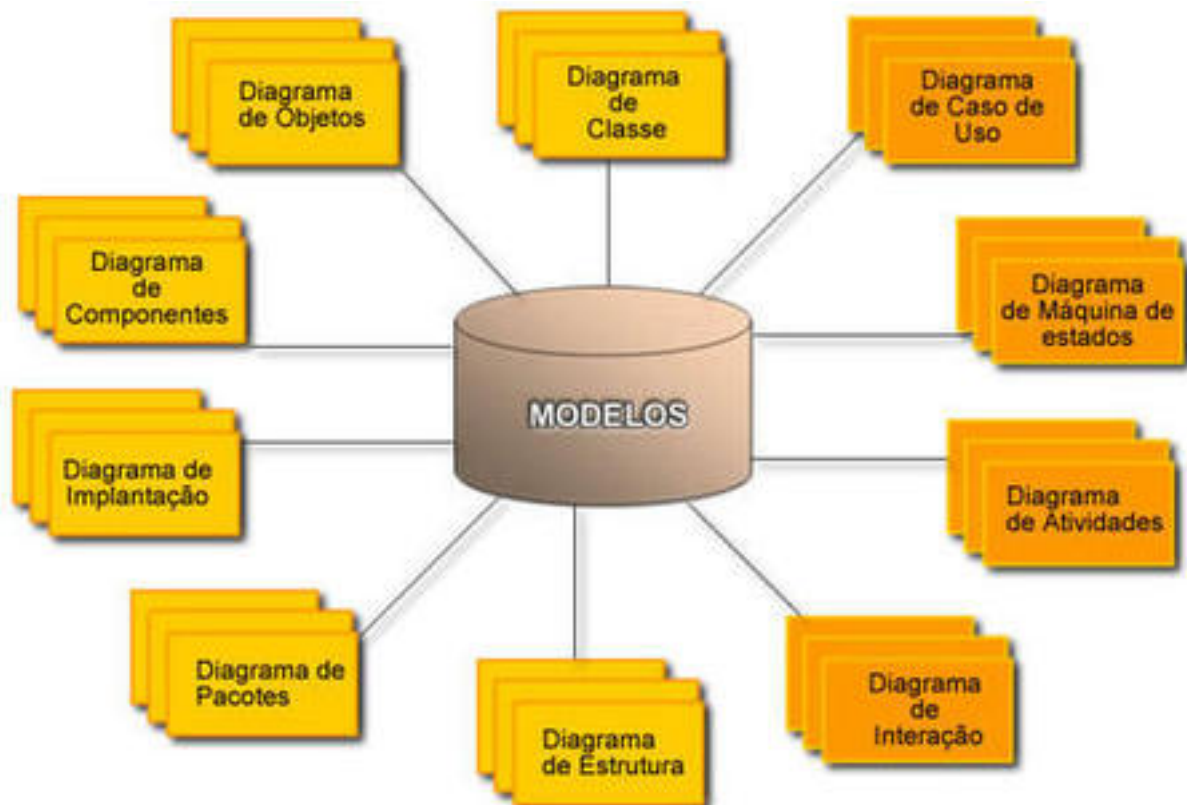 Diagrama
de Objetos
Diagrama
de
Classe
Diagrama
de Caso de
Uso
Diagrama
de
Componentes
Diagrama
de Máquina de
estados
MODELOS
Diagrama de
Implantação
Diagrama
de Atividades
Diagrama de
Pacotes
Diagrama
de Estrutura
Diagrama
de
Interação